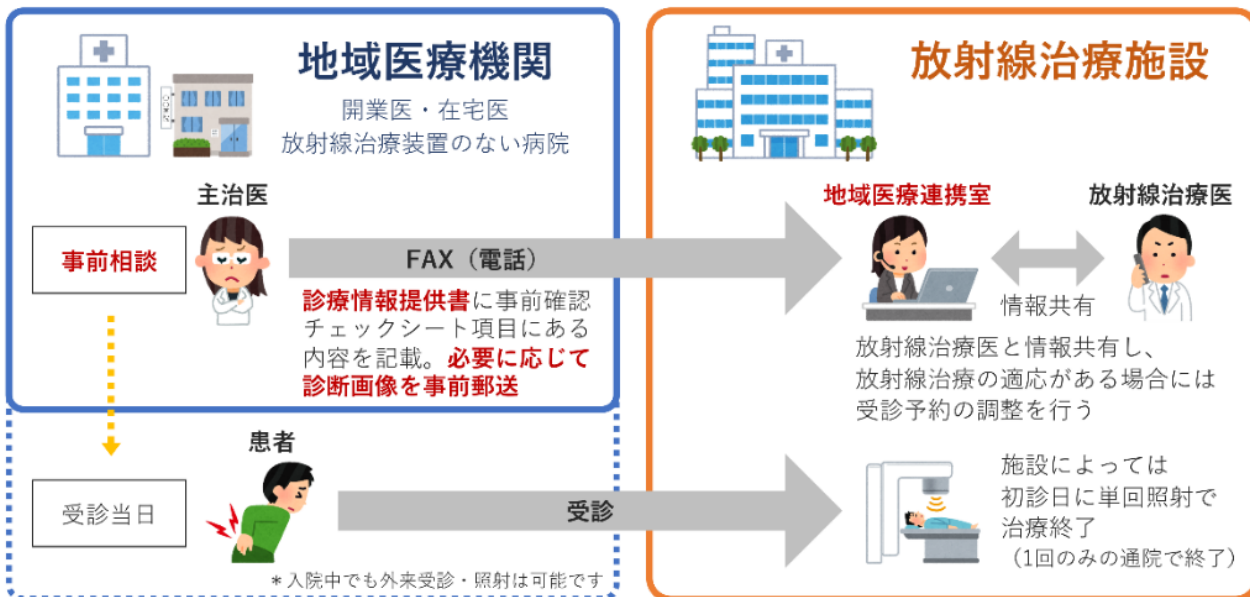 地域医療機関
開業医・在宅医
放射線治療装置のない病院
主治医
事前相談
FAX（電話）
診療情報提供書に事前確認
チェックシート項目にある
内容を記載。必要に応じて
診断画像を事前郵送
放射線治療施設
地域医療連携室
放射線治療医
情報共有
放射線治療医と情報共有し、
放射線治療の適応がある場合には
受診予約の調整を行う
患者
受診当日
受診
＊入院中でも外来受診・照射は可能です
施設によっては
初診日に単回照射で
治療終了
（1回のみの通院で終了）